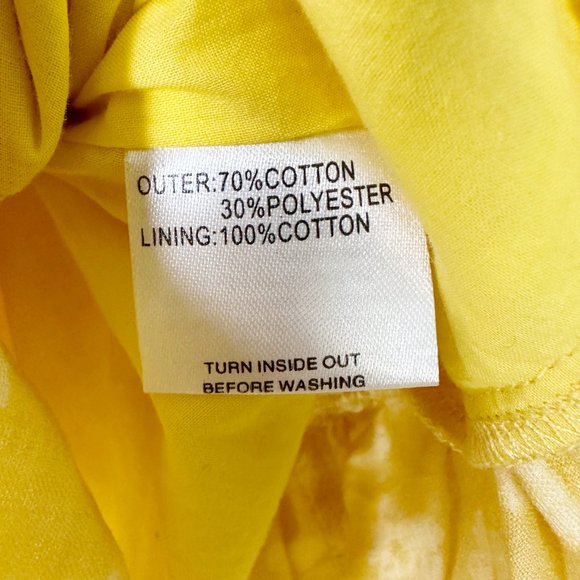 OUTER:70%COTTON
30%POLYESTER
LINING:100%COTTON
TURN INSIDE OUT
BEFORE WASHING